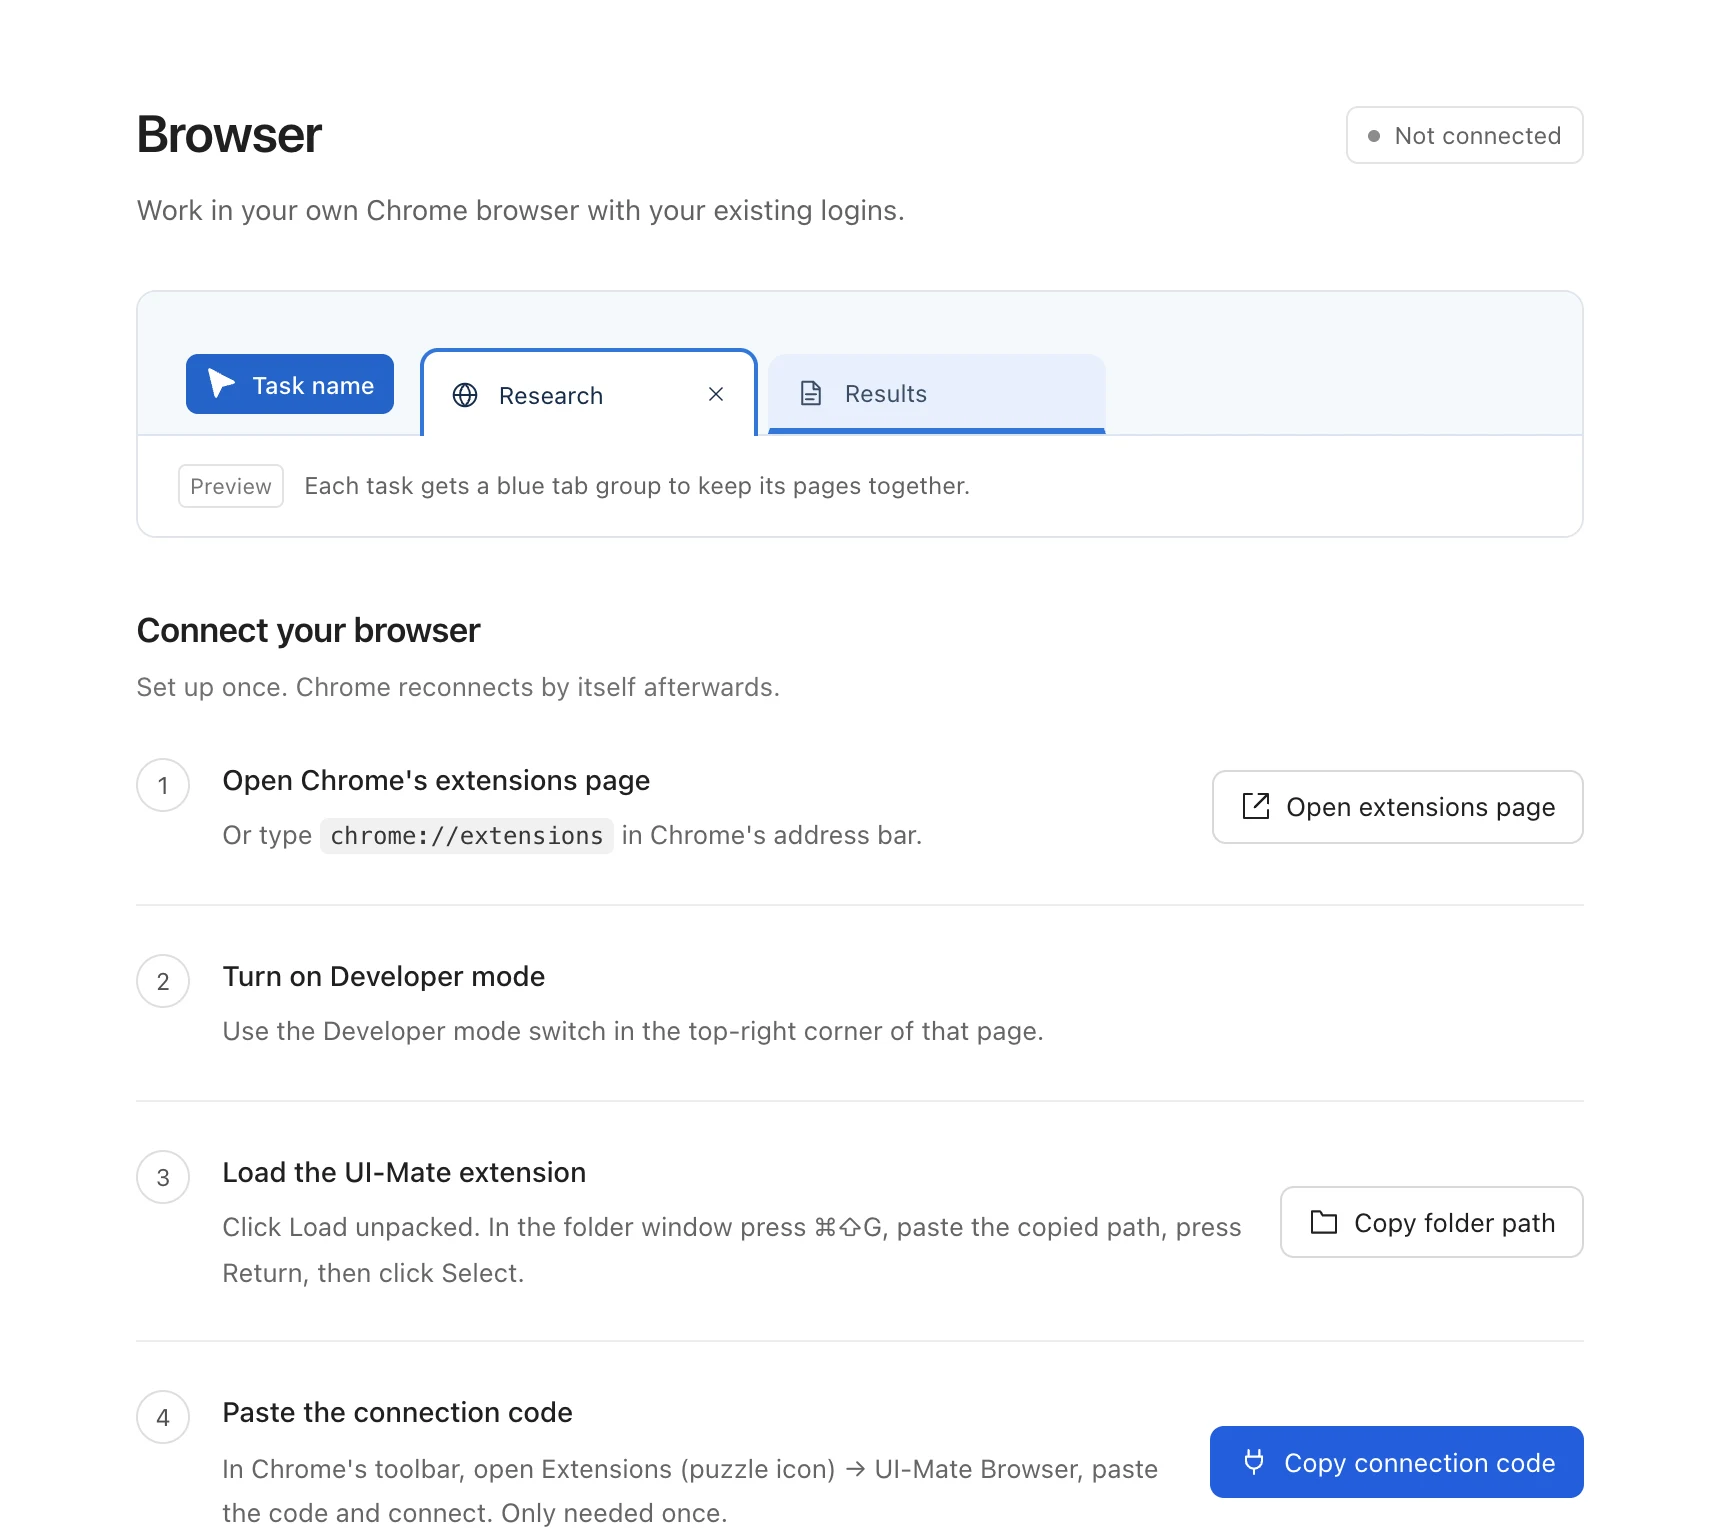 Browser
Not connected
Work in your own Chrome browser with your existing logins.
Task name
Research
Results
Preview
Each task gets a blue tab group to keep its pages together.
Connect your browser
Set up once. Chrome reconnects by itself afterwards.
1
Open Chrome's extensions page
Or type chrome://extensions in Chrome's address bar.
Open extensions page
2
Turn on Developer mode
Use the Developer mode switch in the top-right corner of that page.
3
Load the UI-Mate extension
Click Load unpacked. In the folder window press ⌘⇧G, paste the copied path, press
Return, then click Select.
Copy folder path
4
Paste the connection code
In Chrome's toolbar, open Extensions (puzzle icon) → UI-Mate Browser, paste
the code and connect. Only needed once.
Copy connection code